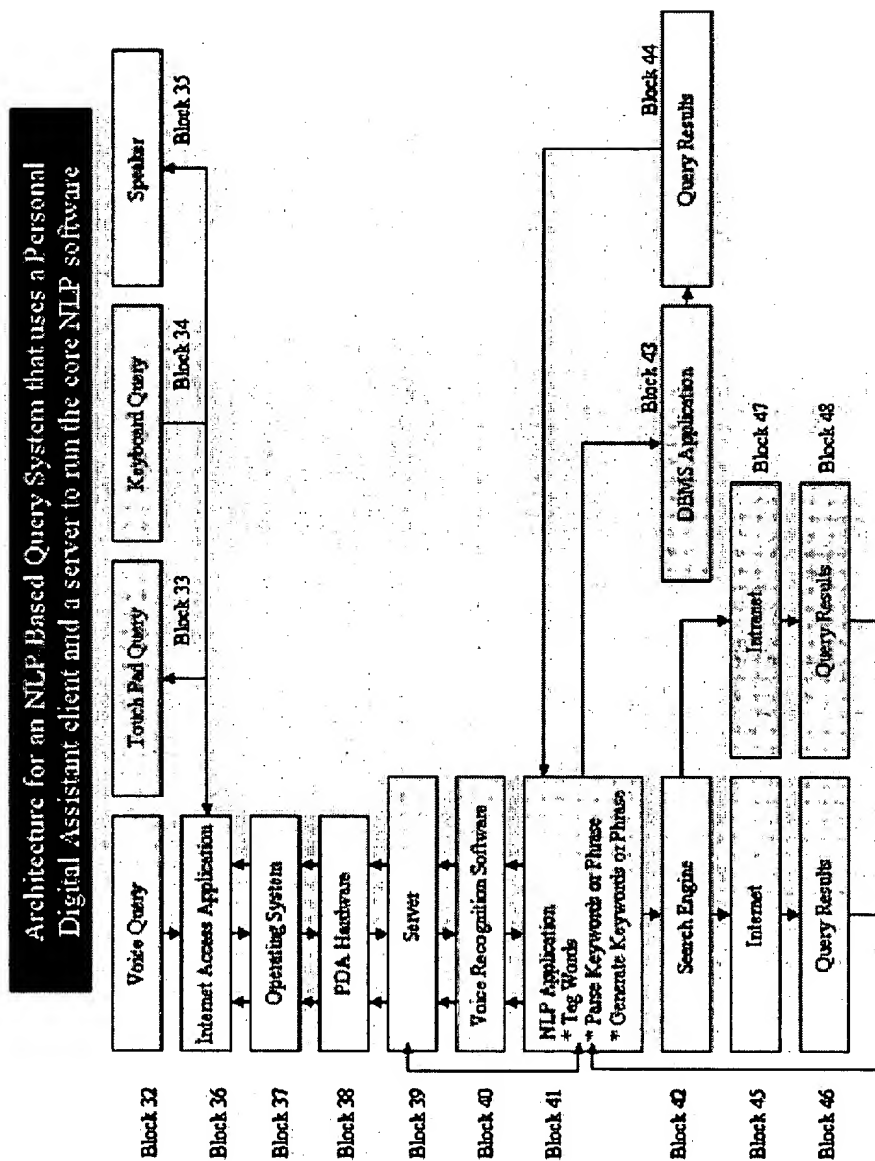 Architecture for an NLP Based Query System that uses a Personal
Digital Assistant client and a server to run the core NLP software
Voice Query
Touch Pad Query
Keyboard Query
Speaker
Block 32
Block 33
Block 34
Block 35
Block 36
Internet Access Application
Block 37
Operating System
Block 38
PDA Hardware
Block 39
Server
Block 40
Voice Recognition Software
Block 41
NLP Application
* Tag Words
* Parse Keywords or Phrase
* Generate Keywords or Phrase
Block 42
Search Engine
DBMS Application
Block 43
Query Results
Block 44
Block 45
Internet
Intranet
Block 47
Block 46
Query Results
Query Results
Block 48